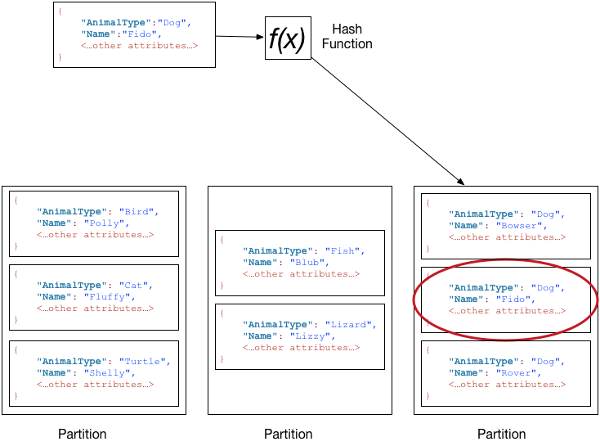 {
"AnimalType":"Dog",
"Name":"Fido",
<…other attributes…>
}
f(x)
Hash
Function
{
"AnimalType": "Bird",
"Name": "Polly",
<…other attributes…>
}
{
"AnimalType": "Cat",
"Name": "Fluffy",
<…other attributes…>
}
{
"AnimalType": "Turtle",
"Name": "Shelly",
<…other attributes…>
}
Partition
{
"AnimalType": "Fish",
"Name": "Blub",
<…other attributes…>
}
{
"AnimalType": "Lizard",
"Name": "Lizzy",
<…other attributes…>
}
Partition
{
"AnimalType": "Dog",
"Name": "Bowser",
<…other attributes…>
}
{
"AnimalType": "Dog",
"Name": "Fido",
<…other attributes…>
}
{
"AnimalType": "Dog",
"Name": "Rover",
<…other attributes…>
}
Partition